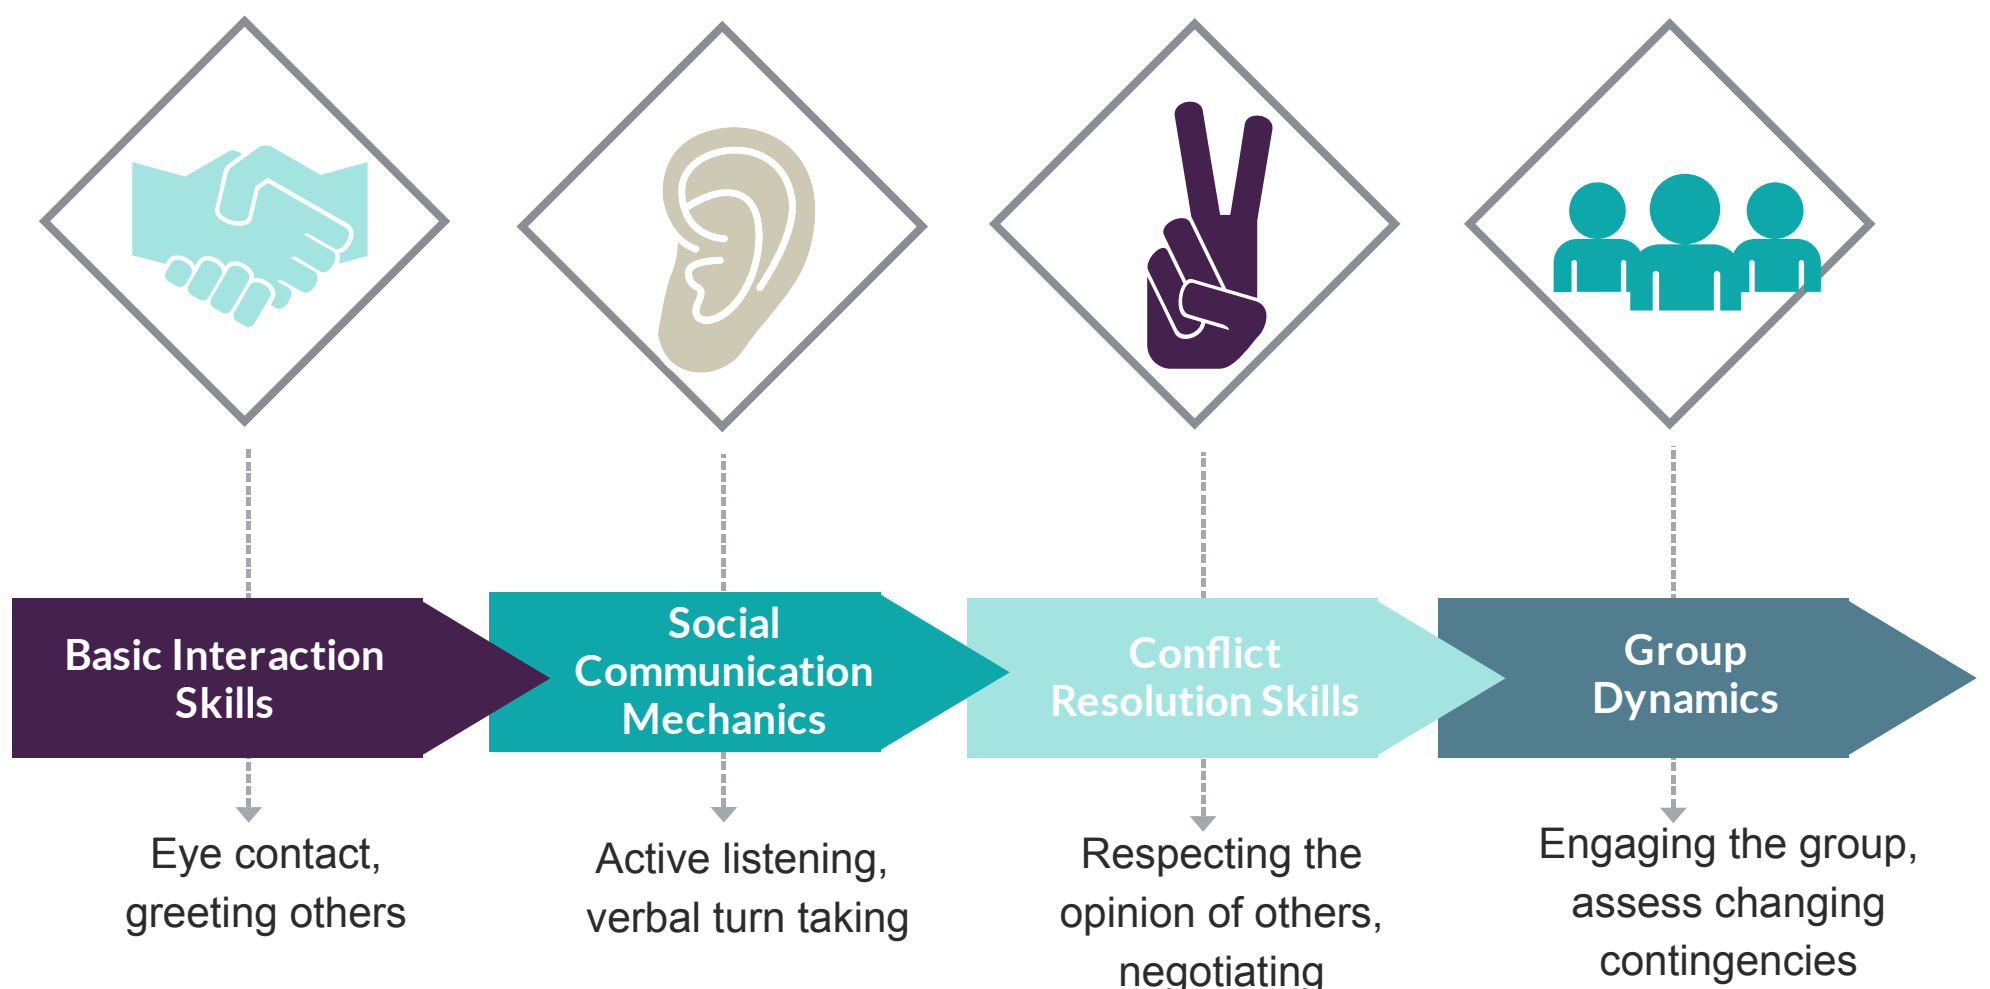 Basic Interaction
Skills
Social
Communication
Mechanics
Conflict
Resolution Skills
Group
Dynamics
Eye contact,
greeting others
Active listening,
verbal turn taking
Respecting the
opinion of others,
negotiating
Engaging the group,
assess changing
contingencies